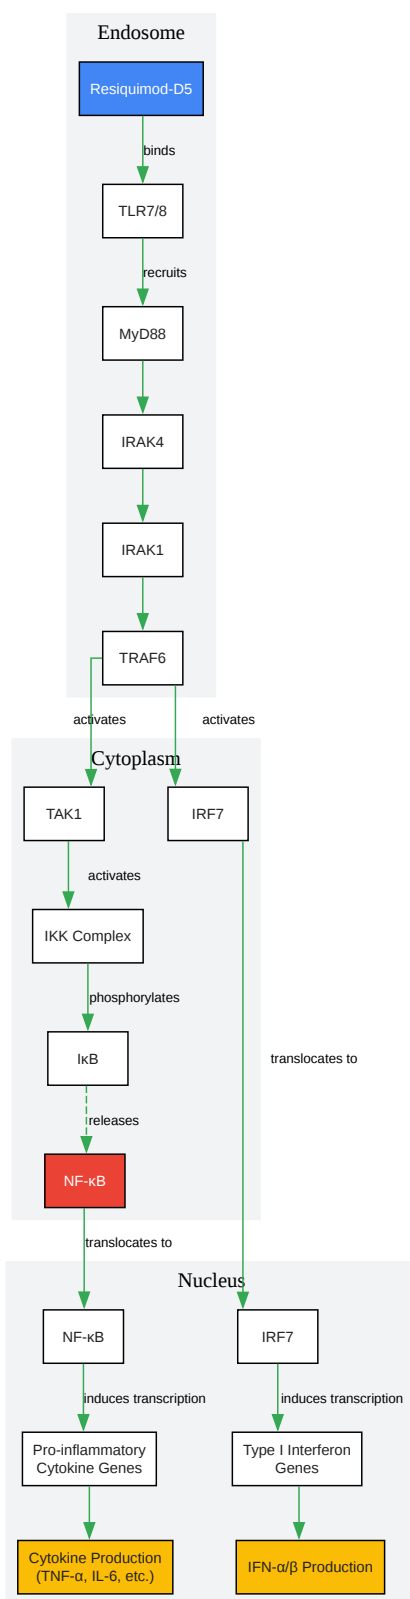 Endosome
Resiquimod-D5
binds
TLR7/8
recruits
MyD88
IRAK4
IRAK1
TRAF6
activates
activates
Cytoplasm
TAK1
IRF7
activates
IKK Complex
phosphorylates
IκB
translocates to
releases
NF-κB
translocates to
Nucleus
NF-κB
IRF7
induces transcription
induces transcription
Pro-inflammatory
Cytokine Genes
Type I Interferon
Genes
Cytokine Production
(TNF-α, IL-6, etc.)
IFN-α/β Production